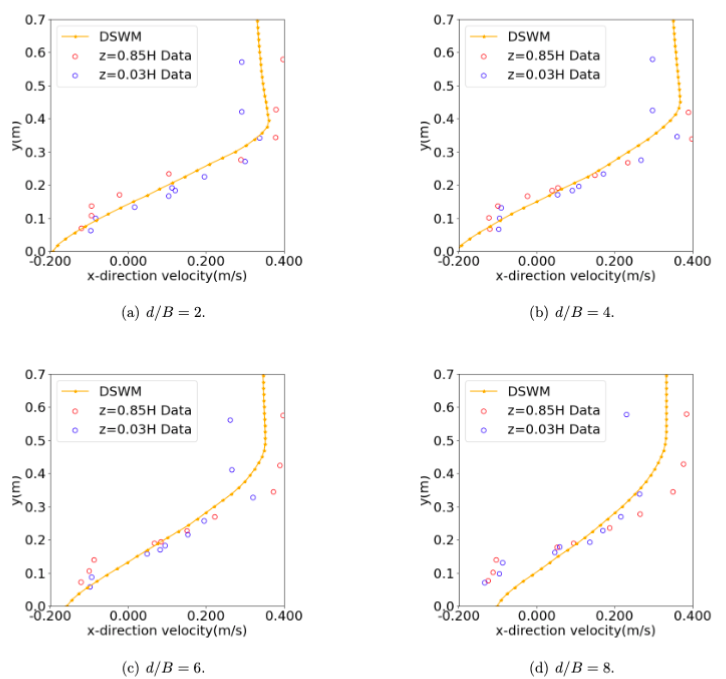 0.7
0.6
0.5
0.4
0.3
0.2
0.1
0.0
y(m)
DSWM
z=0.85H Data
z=0.03H Data
-0.200 0.000 0.200 0.400
x-direction velocity(m/s)
(a) d/B = 2.
0.7
0.6
0.5
0.4
0.3
0.2
0.1
0.0
y(m)
DSWM
z=0.85H Data
z=0.03H Data
-0.200 0.000 0.200 0.400
x-direction velocity(m/s)
(b) d/B = 4.
0.7
0.6
0.5
0.4
0.3
0.2
0.1
0.0
y(m)
DSWM
z=0.85H Data
z=0.03H Data
-0.200 0.000 0.200 0.400
x-direction velocity(m/s)
(c) d/B = 6.
0.7
0.6
0.5
0.4
0.3
0.2
0.1
0.0
y(m)
DSWM
z=0.85H Data
z=0.03H Data
-0.200 0.000 0.200 0.400
x-direction velocity(m/s)
(d) d/B = 8.